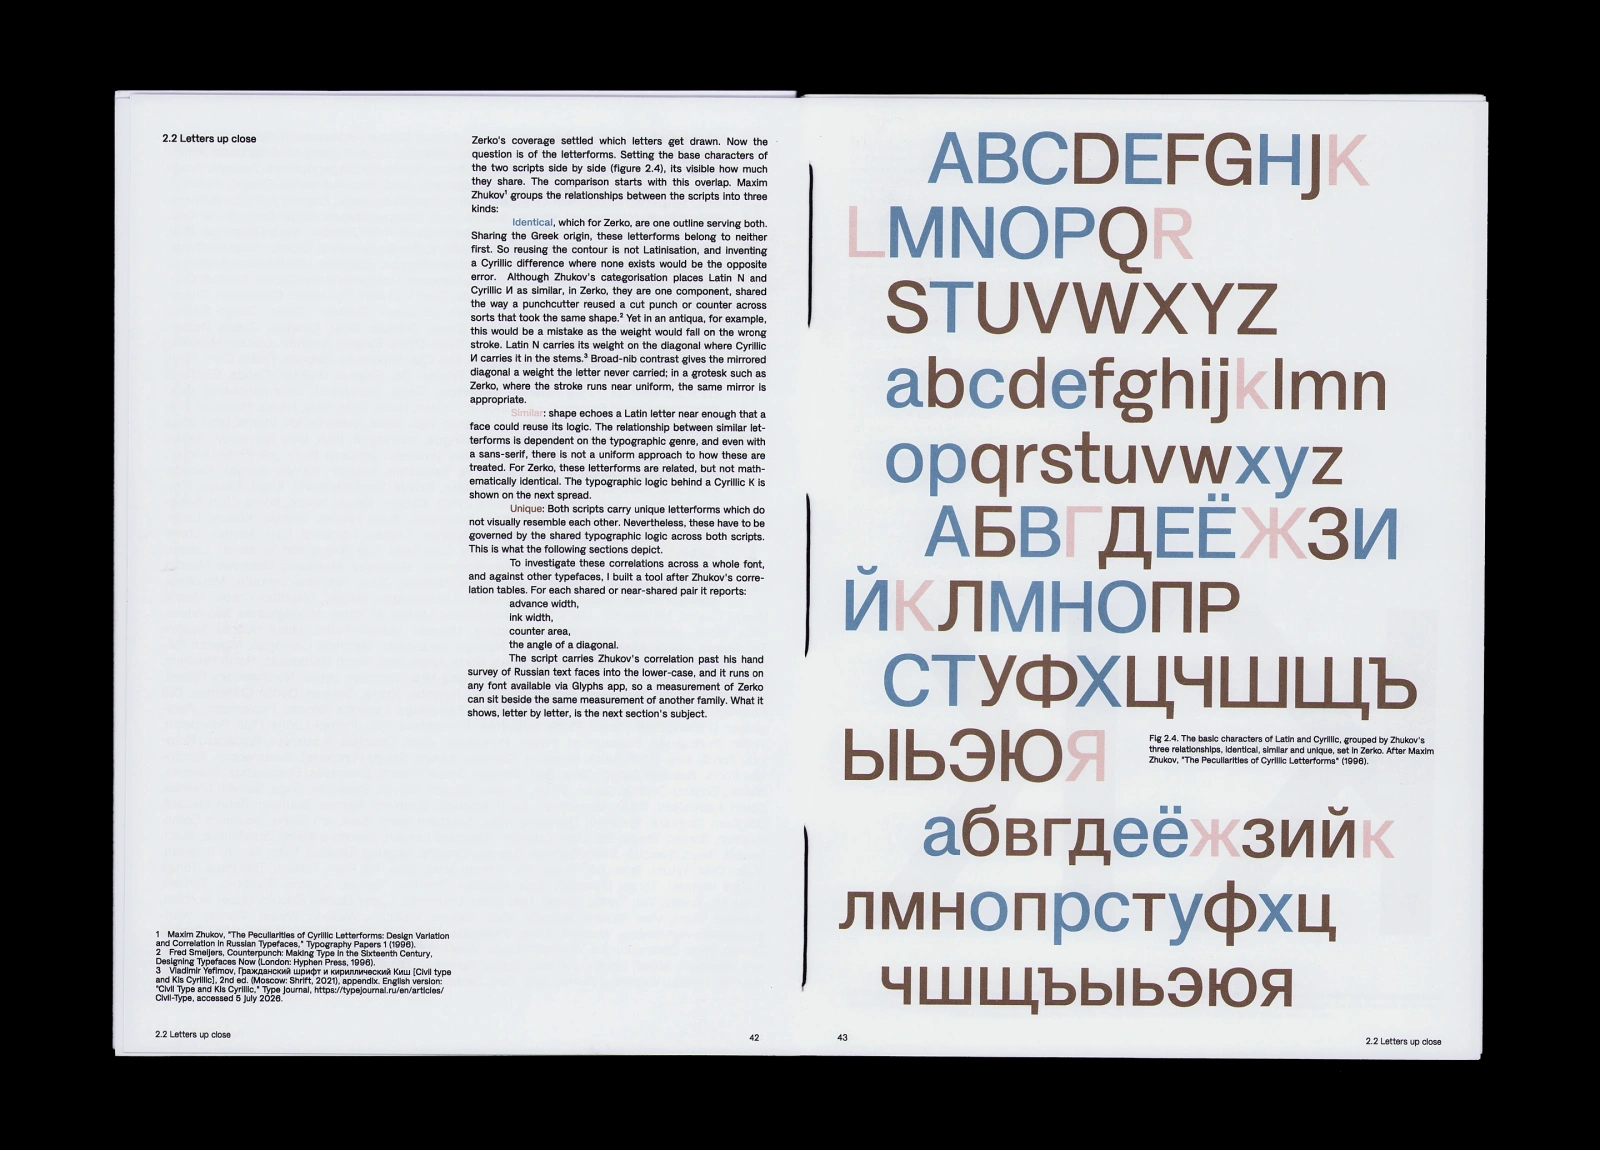 2.2 Letters up close
Zerko's coverage settled which letters get drawn. Now the
question is of the letterforms. Setting the base characters of
the two scripts side by side (figure 2.4), its visible how much
they share. The comparison starts with this overlap. Maxim
Zhukov¹ groups the relationships between the scripts into three
kinds:
Identical, which for Zerko, are one outline serving both.
Sharing the Greek origin, these letterforms belong to neither
first. So reusing the contour is not Latinisation, and inventing
a Cyrillic difference where none exists would be the opposite
error. Although Zhukov's categorisation places Latin N and
Cyrillic И as similar, in Zerko, they are one component, shared
the way a punchcutter reused a cut punch or counter across
sorts that took the same shape.² Yet in an antiqua, for example,
this would be a mistake as the weight would fall on the wrong
stroke. Latin N carries its weight on the diagonal where Cyrillic
И carries it in the stems.³ Broad-nib contrast gives the mirrored
diagonal a weight the letter never carried; in a grotesk such as
Zerko, where the stroke runs near uniform, the same mirror is
appropriate.
Similar: shape echoes a Latin letter near enough that a
face could reuse its logic. The relationship between similar let-
terforms is dependent on the typographic genre, and even with
a sans-serif, there is not a uniform approach to how these are
treated. For Zerko, these letterforms are related, but not math-
ematically identical. The typographic logic behind a Cyrillic K is
shown on the next spread.
Unique: Both scripts carry unique letterforms which do
not visually resemble each other. Nevertheless, these have to be
governed by the shared typographic logic across both scripts.
This is what the following sections depict.
To investigate these correlations across a whole font,
and against other typefaces, I built a tool after Zhukov's corre-
lation tables. For each shared or near-shared pair it reports:
advance width,
ink width,
counter area,
the angle of a diagonal.
The script carries Zhukov's correlation past his hand
survey of Russian text faces into the lower-case, and it runs on
any font available via Glyphs app, so a measurement of Zerko
can sit beside the same measurement of another family. What it
shows, letter by letter, is the next section's subject.
1 Maxim Zhukov, "The Peculiarities of Cyrillic Letterforms: Design Variation
and Correlation in Russian Typefaces," Typography Papers 1 (1996).
2 Fred Smeijers, Counterpunch: Making Type in the Sixteenth Century,
Designing Typefaces Now (London: Hyphen Press, 1996).
3 Vladimir Yefimov, Гражданский шрифт и кириллический Киш [Civil type
and Kis Cyrillic], 2nd ed. (Moscow: Shrift, 2021), appendix. English version:
"Civil Type and Kis Cyrillic," Type Journal, https://typejournal.ru/en/articles/
Civil-Type, accessed 5 July 2026.
2.2 Letters up close
42
ABCDEFGHJK
LMNOPQR
STUVWXYZ
abcdefghijklmn
opqrstuvwxyz
АБВГДЕЁЖЗИ
ЙКЛМНОПР
СТУФХЦЧШЩЪ
ЫЬЭЮЯ
Fig 2.4. The basic characters of Latin and Cyrillic, grouped by Zhukov's
three relationships, identical, similar and unique, set in Zerko. After Maxim
Zhukov, "The Peculiarities of Cyrillic Letterforms" (1996).
абвгдеёжзийк
лмнопрстуфхц
чшщъыьэюя
43
2.2 Letters up close